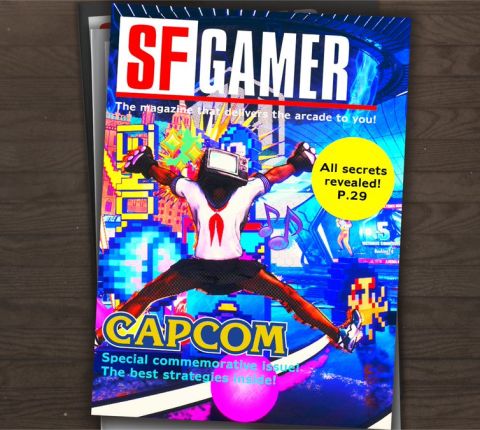 SF GAMER
The magazine that delivers the arcade to you!
All secrets
revealed!
P.29
CAPCOM
Special commemorative issue!
The best strategies inside!